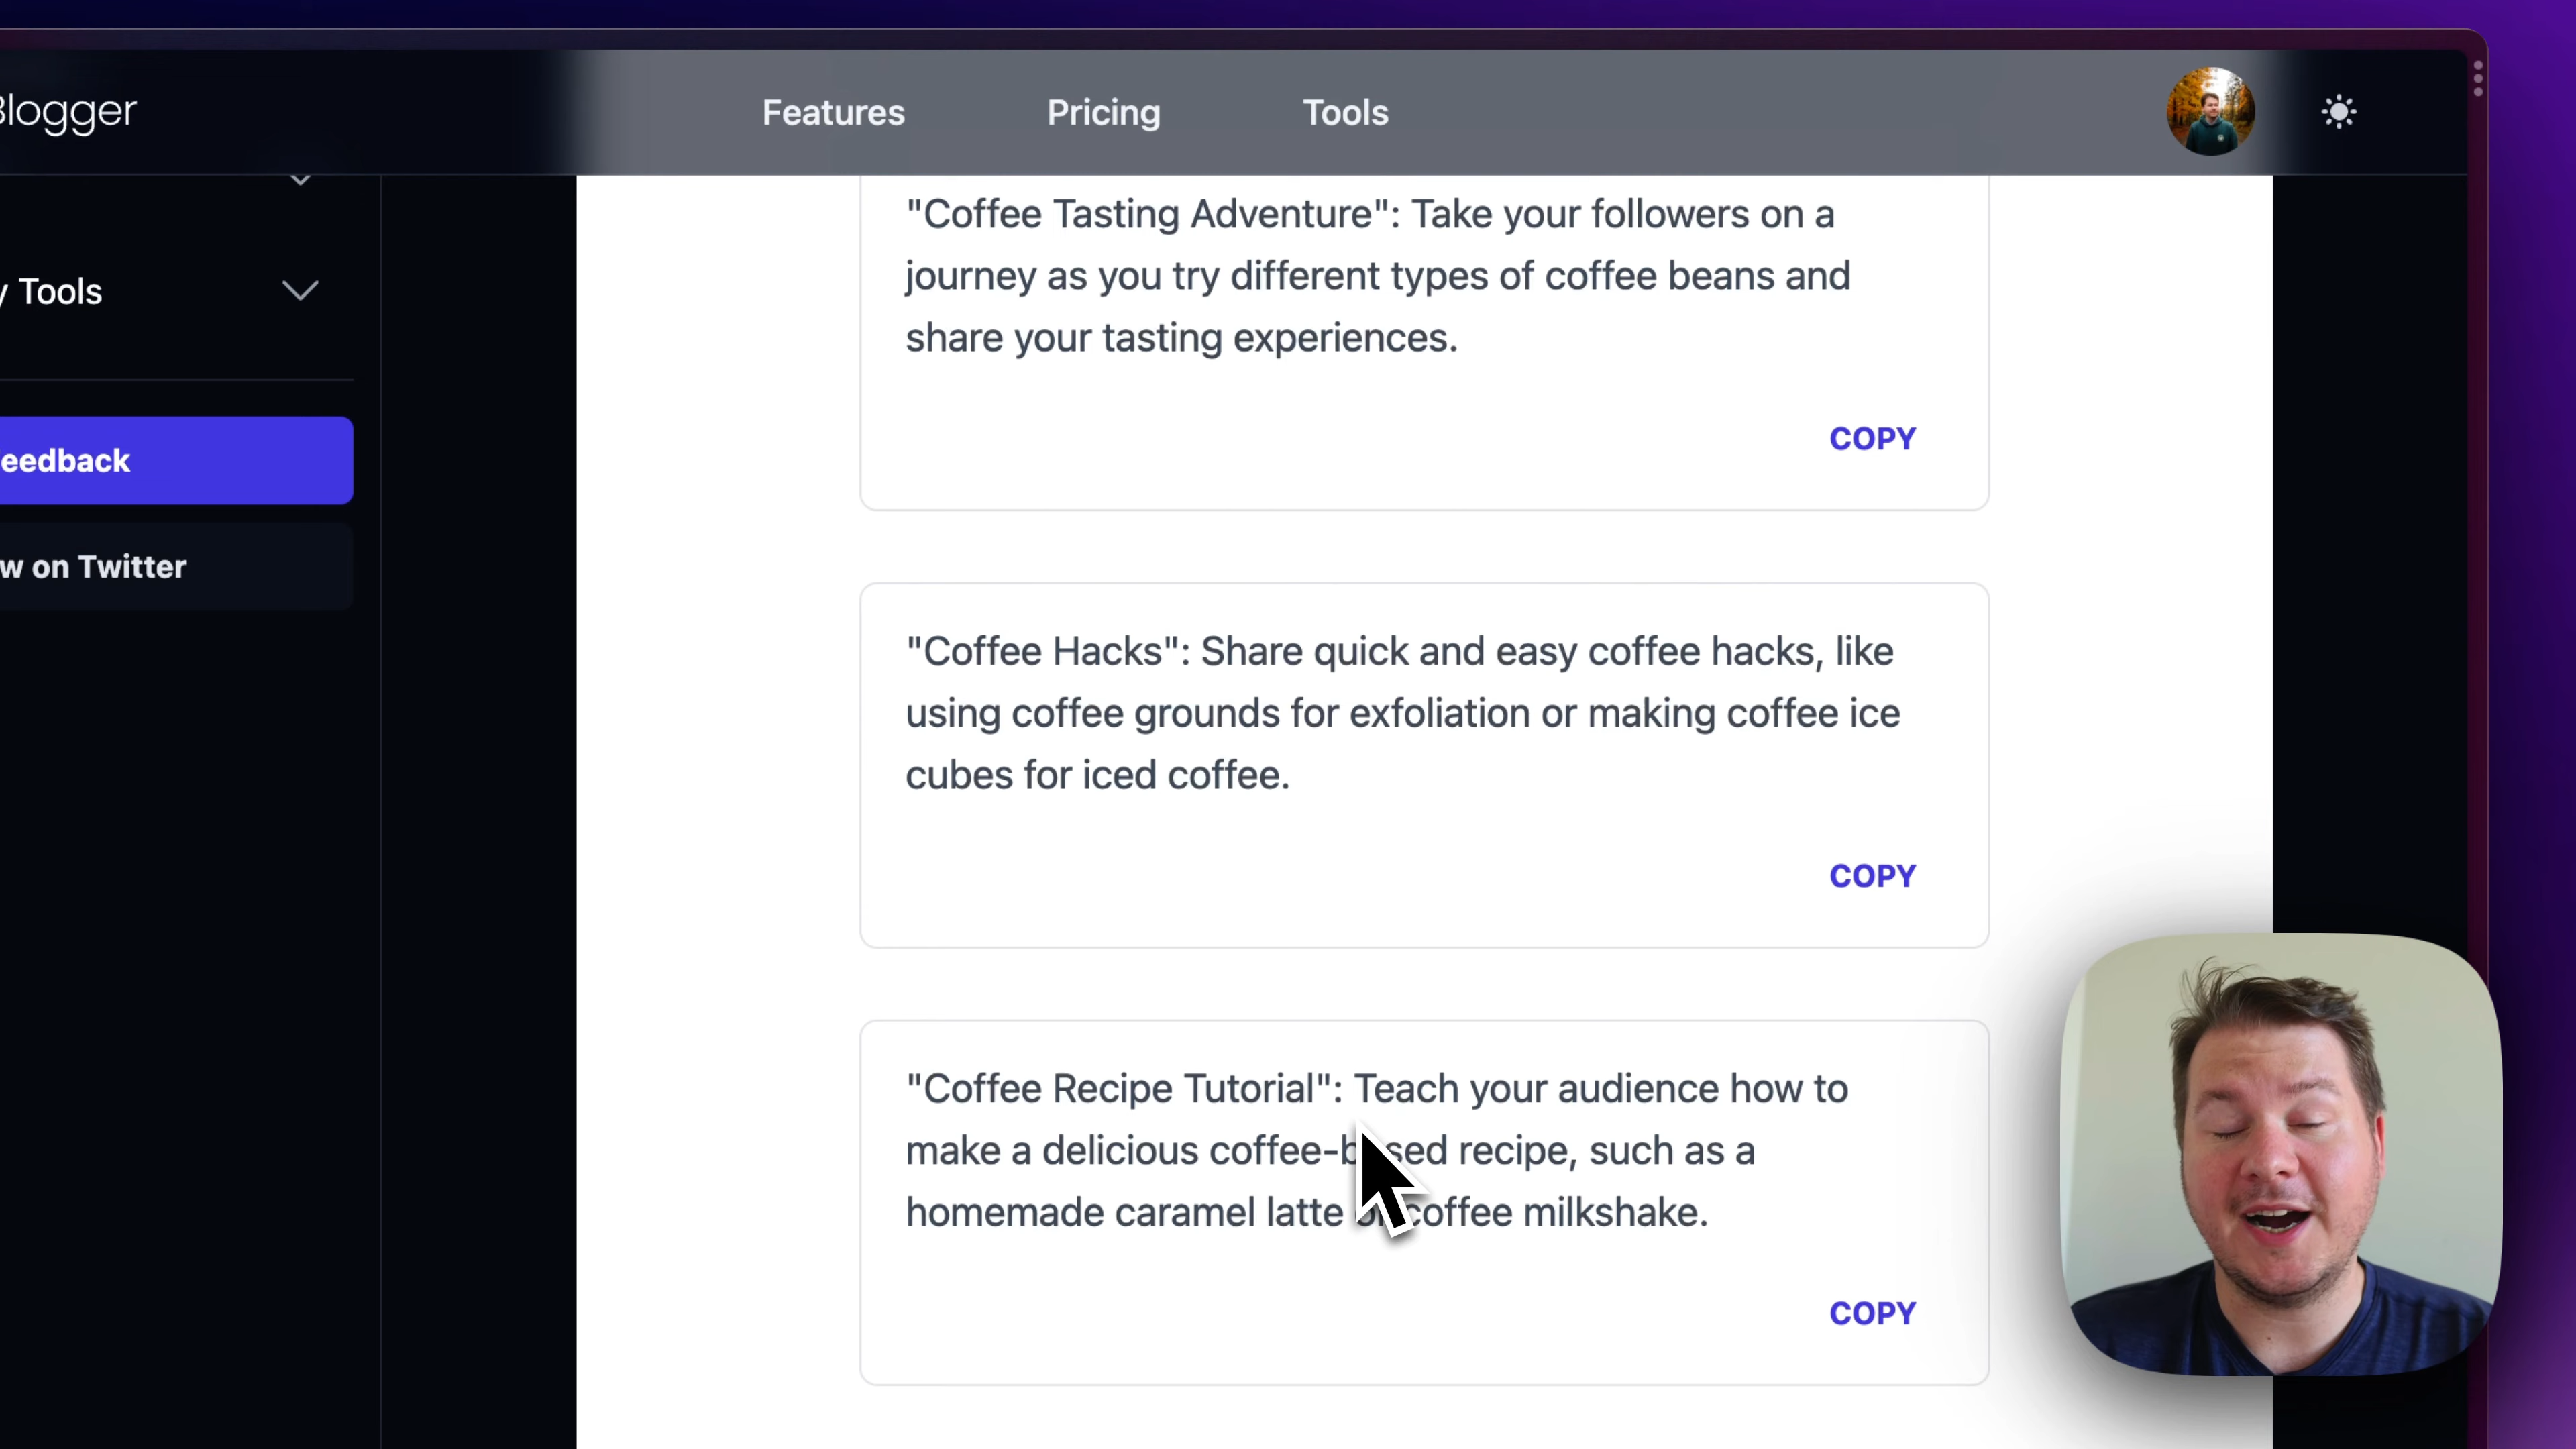 Blogger
Features
Pricing
Tools
Tools
eedback
w on Twitter
"Coffee Tasting Adventure": Take your followers on a
journey as you try different types of coffee beans and
share your tasting experiences.
COPY
"Coffee Hacks": Share quick and easy coffee hacks, like
using coffee grounds for exfoliation or making coffee ice
cubes for iced coffee.
COPY
"Coffee Recipe Tutorial": Teach your audience how to
make a delicious coffee-based recipe, such as a
homemade caramel latte or coffee milkshake.
COPY